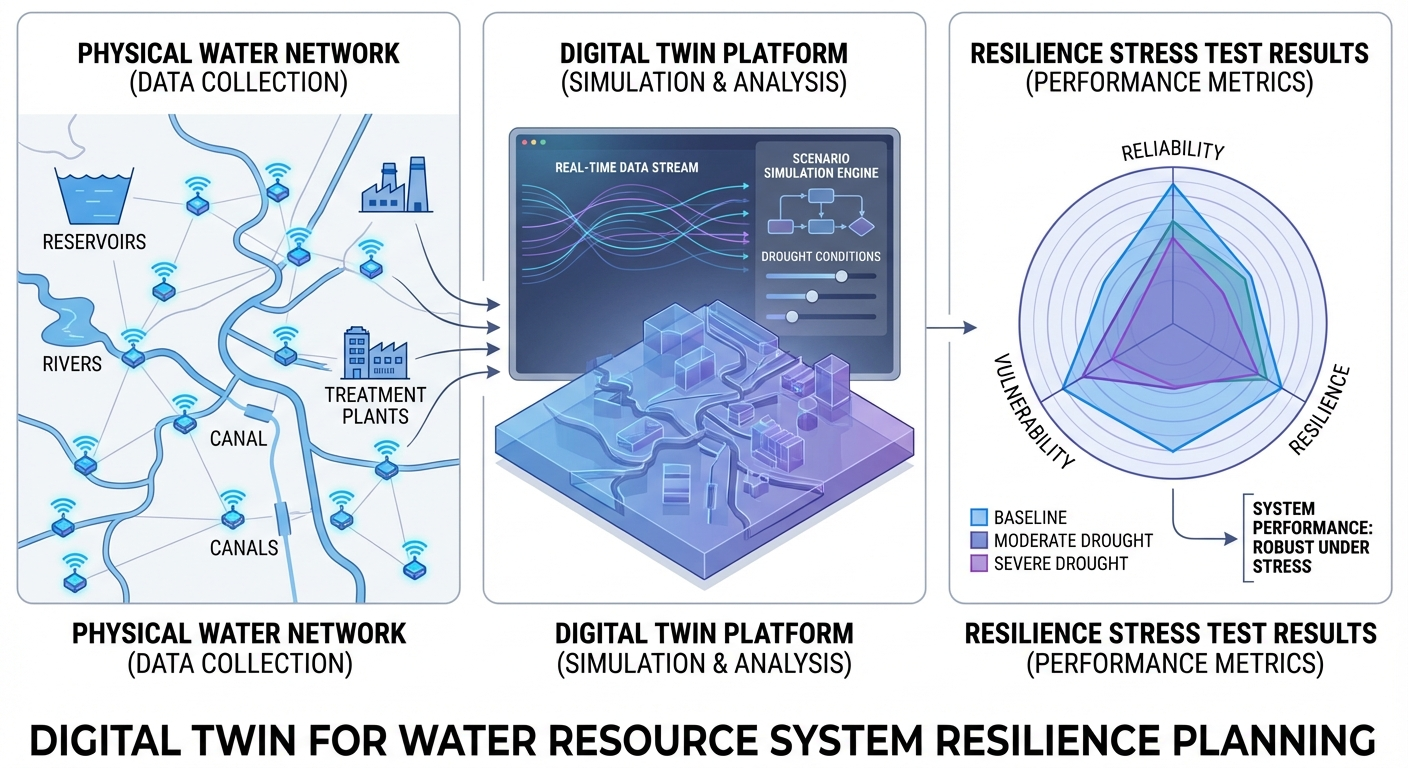 PHYSICAL WATER NETWORK
(DATA COLLECTION)
RESERVOIRS
RIVERS
TREATMENT
PLANTS
CANAL
CANALS
DIGITAL TWIN PLATFORM
(SIMULATION & ANALYSIS)
REAL-TIME DATA STREAM
SCENARIO
SIMULATION ENGINE
DROUGHT CONDITIONS
RESILIENCE STRESS TEST RESULTS
(PERFORMANCE METRICS)
RELIABILITY
VULNERABILITY
RESILIENCE
BASELINE
MODERATE DROUGHT
SEVERE DROUGHT
SYSTEM
PERFORMANCE:
ROBUST UNDER
STRESS
PHYSICAL WATER NETWORK
(DATA COLLECTION)
DIGITAL TWIN PLATFORM
(SIMULATION & ANALYSIS)
RESILIENCE STRESS TEST RESULTS
(PERFORMANCE METRICS)
DIGITAL TWIN FOR WATER RESOURCE SYSTEM RESILIENCE PLANNING